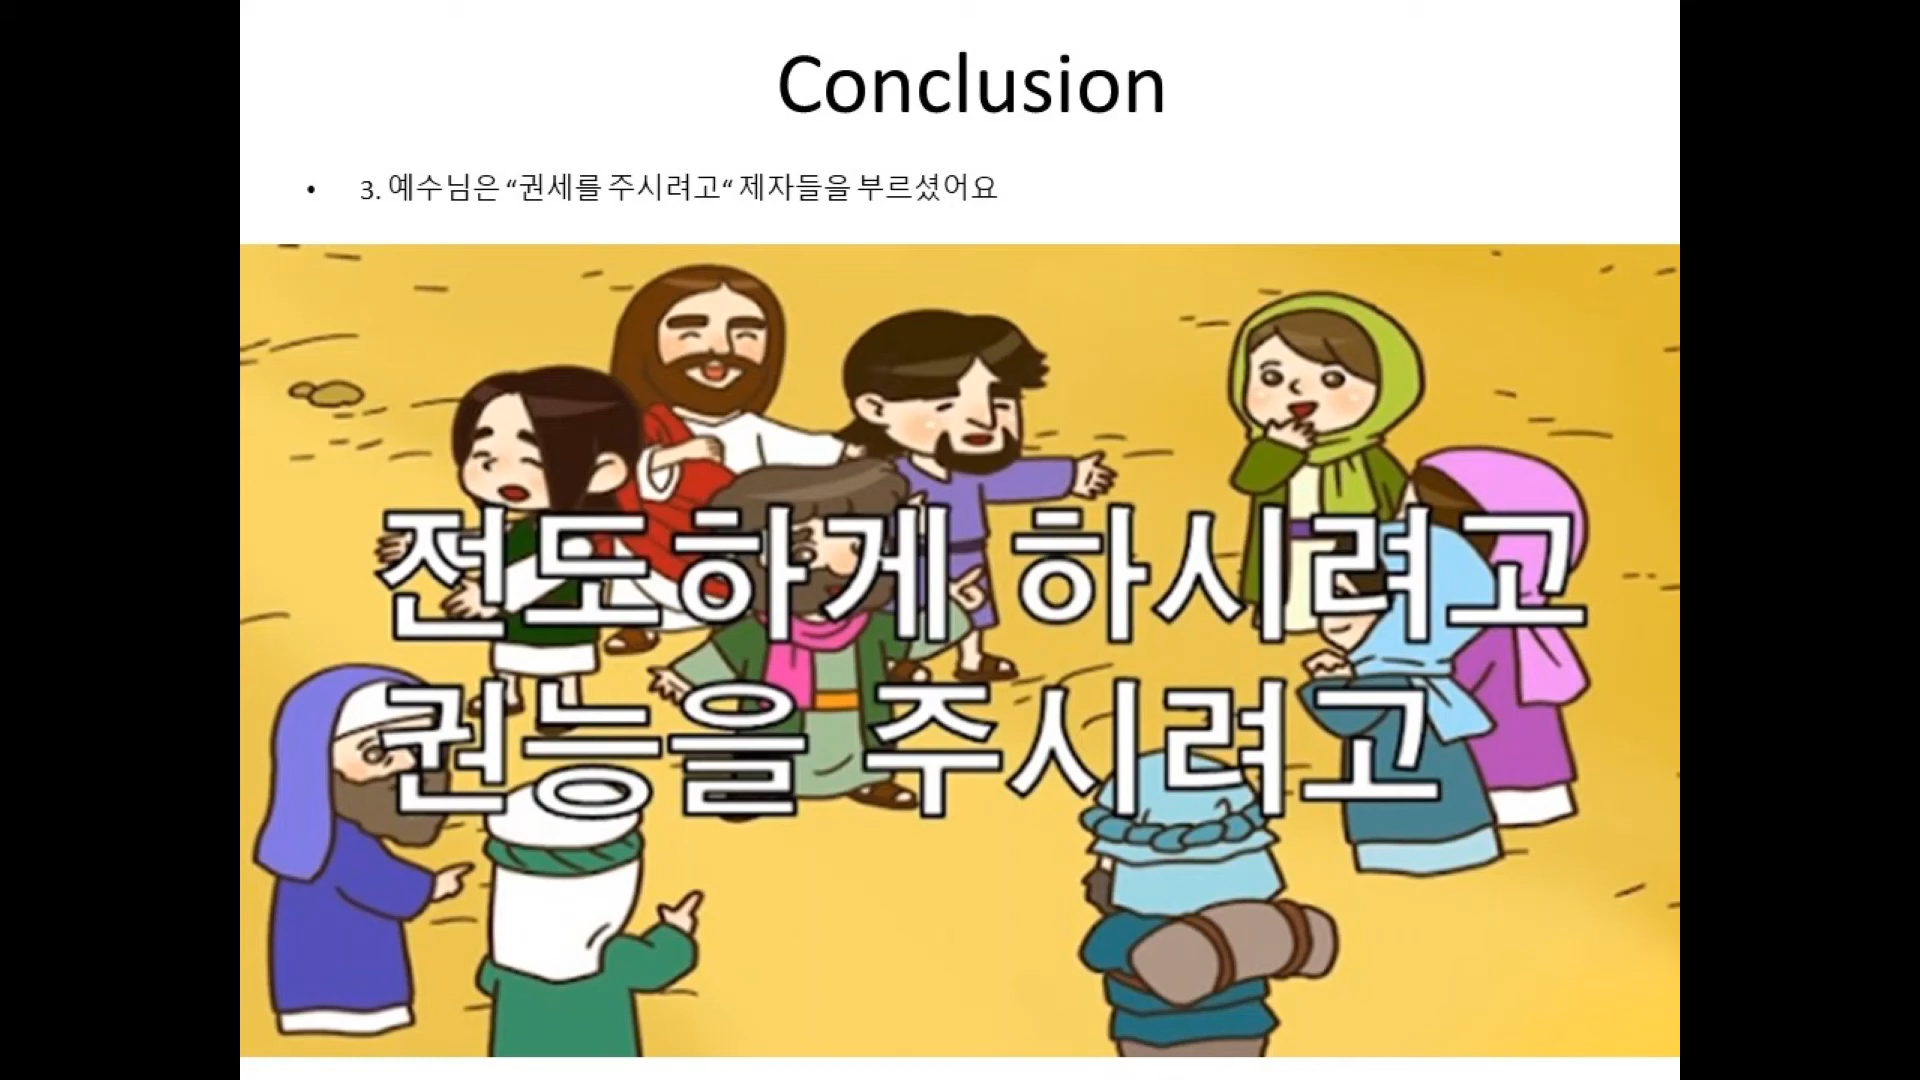 Conclusion
• 3. 예수님은 “권세를 주시려고“ 제자들을 부르셨어요
전도하게 하시려고
권능을 주시려고